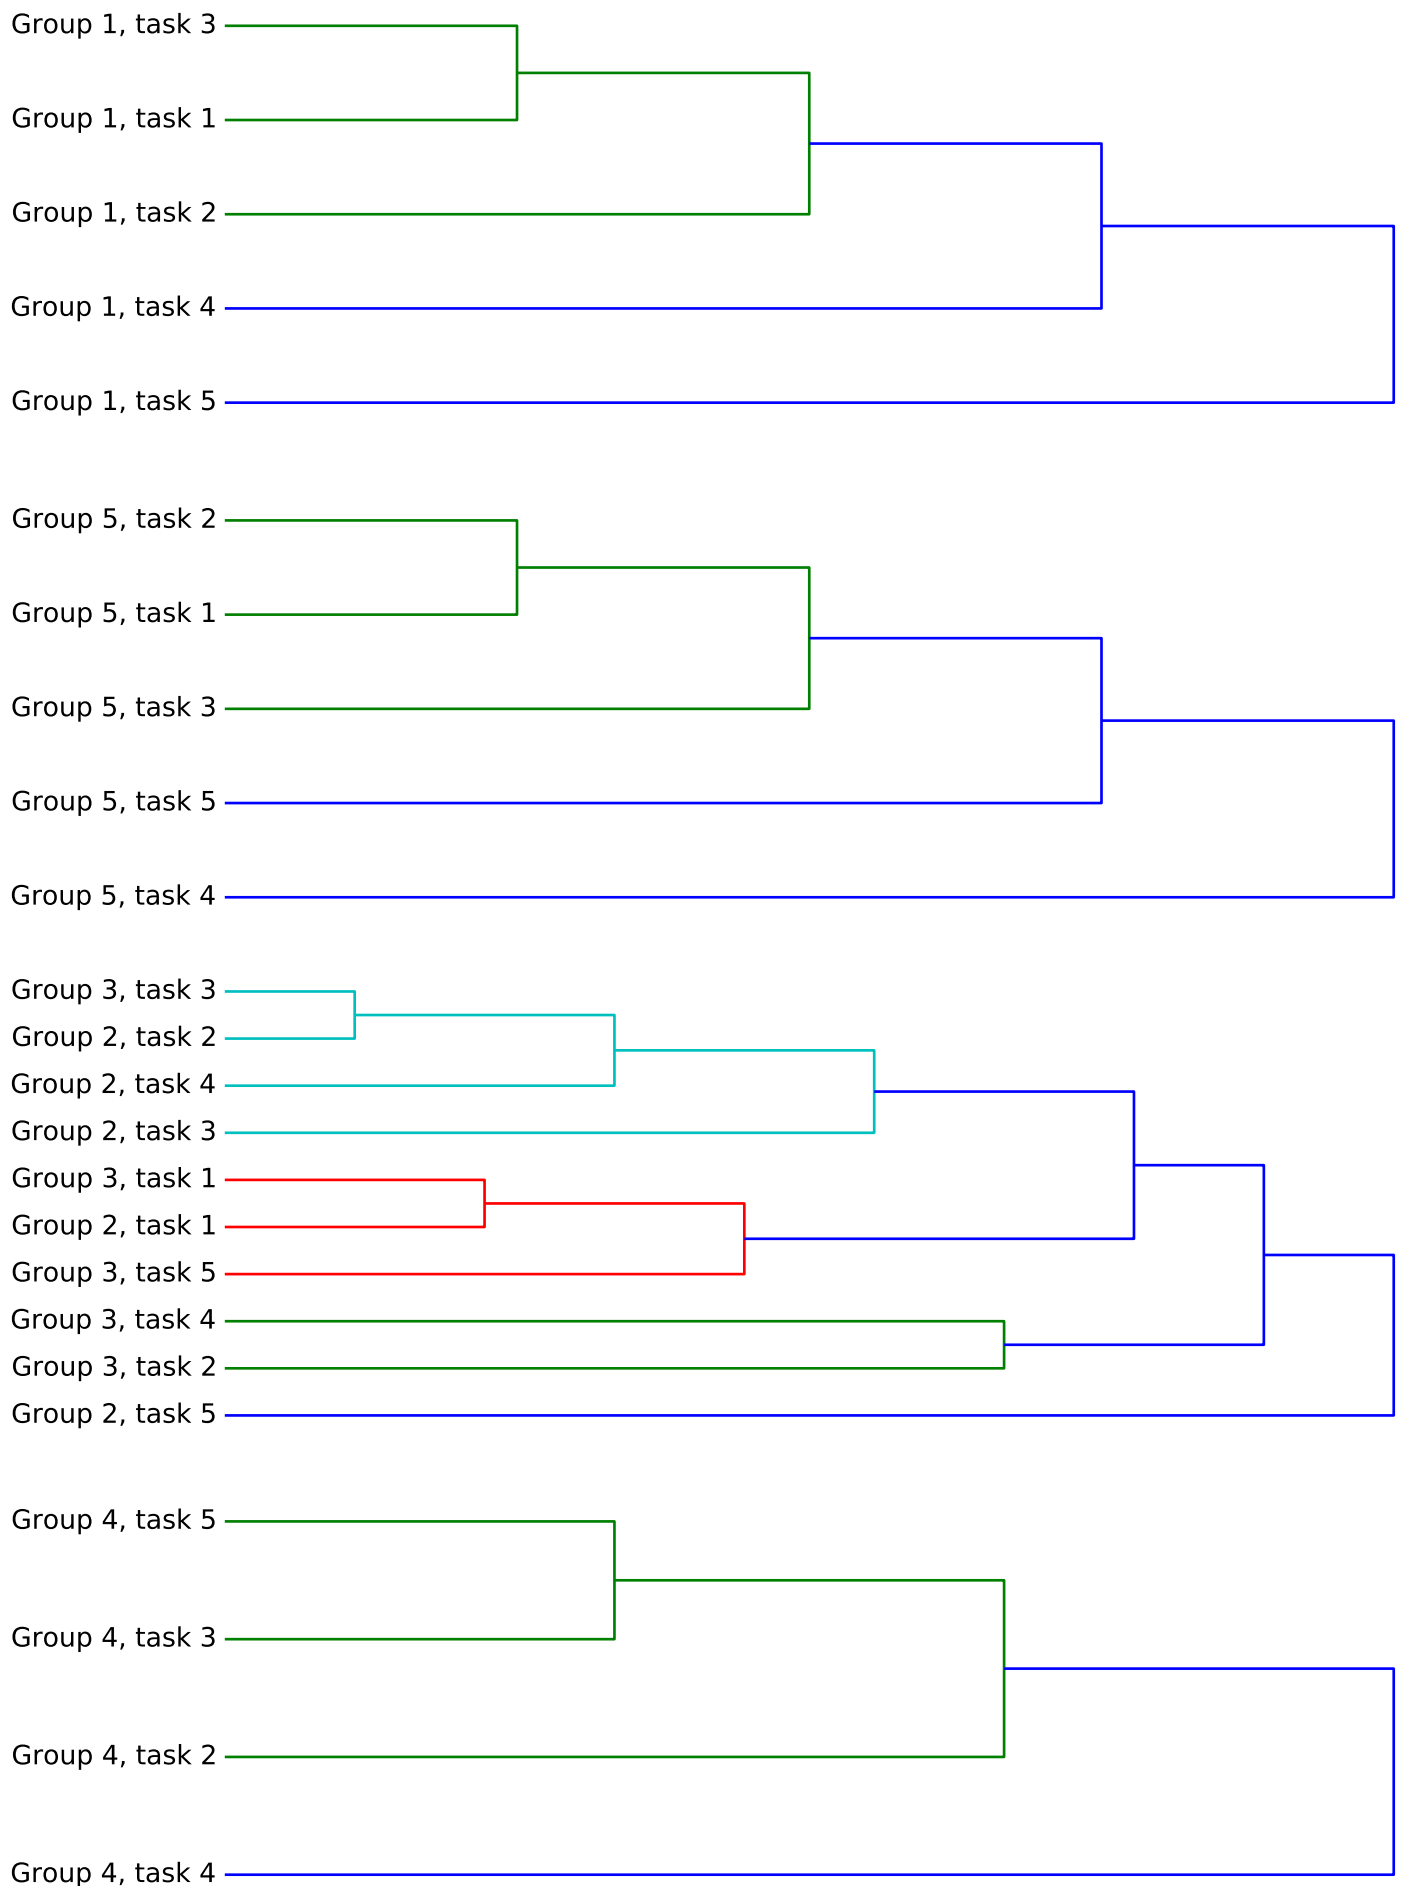 Group 1, task 3
Group 1, task 1
Group 1, task 2
Group 1, task 4
Group 1, task 5
Group 5, task 2
Group 5, task 1
Group 5, task 3
Group 5, task 5
Group 5, task 4
Group 3, task 3
Group 2, task 2
Group 2, task 4
Group 2, task 3
Group 3, task 1
Group 2, task 1
Group 3, task 5
Group 3, task 4
Group 3, task 2
Group 2, task 5
Group 4, task 5
Group 4, task 3
Group 4, task 2
Group 4, task 4